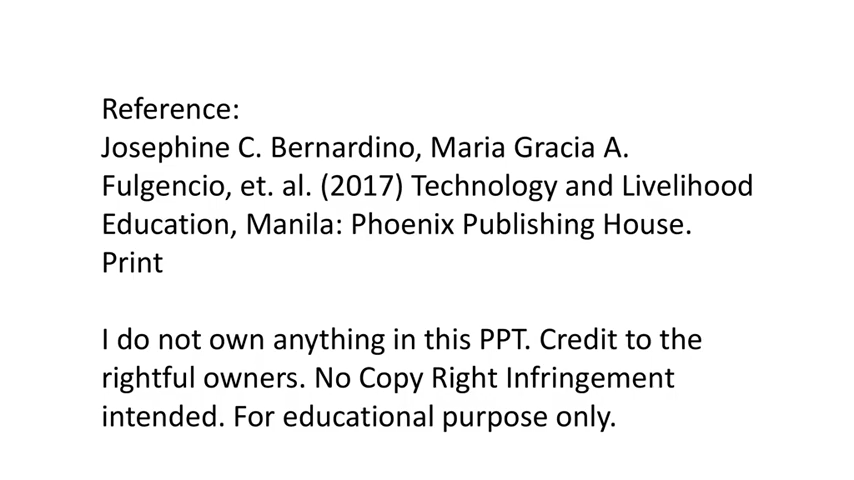 Reference:
Josephine C. Bernardino, Maria Gracia A.
Fulgencio, et. al. (2017) Technology and Livelihood
Education, Manila: Phoenix Publishing House.
Print
I do not own anything in this PPT. Credit to the
rightful owners. No Copy Right Infringement
intended. For educational purpose only.